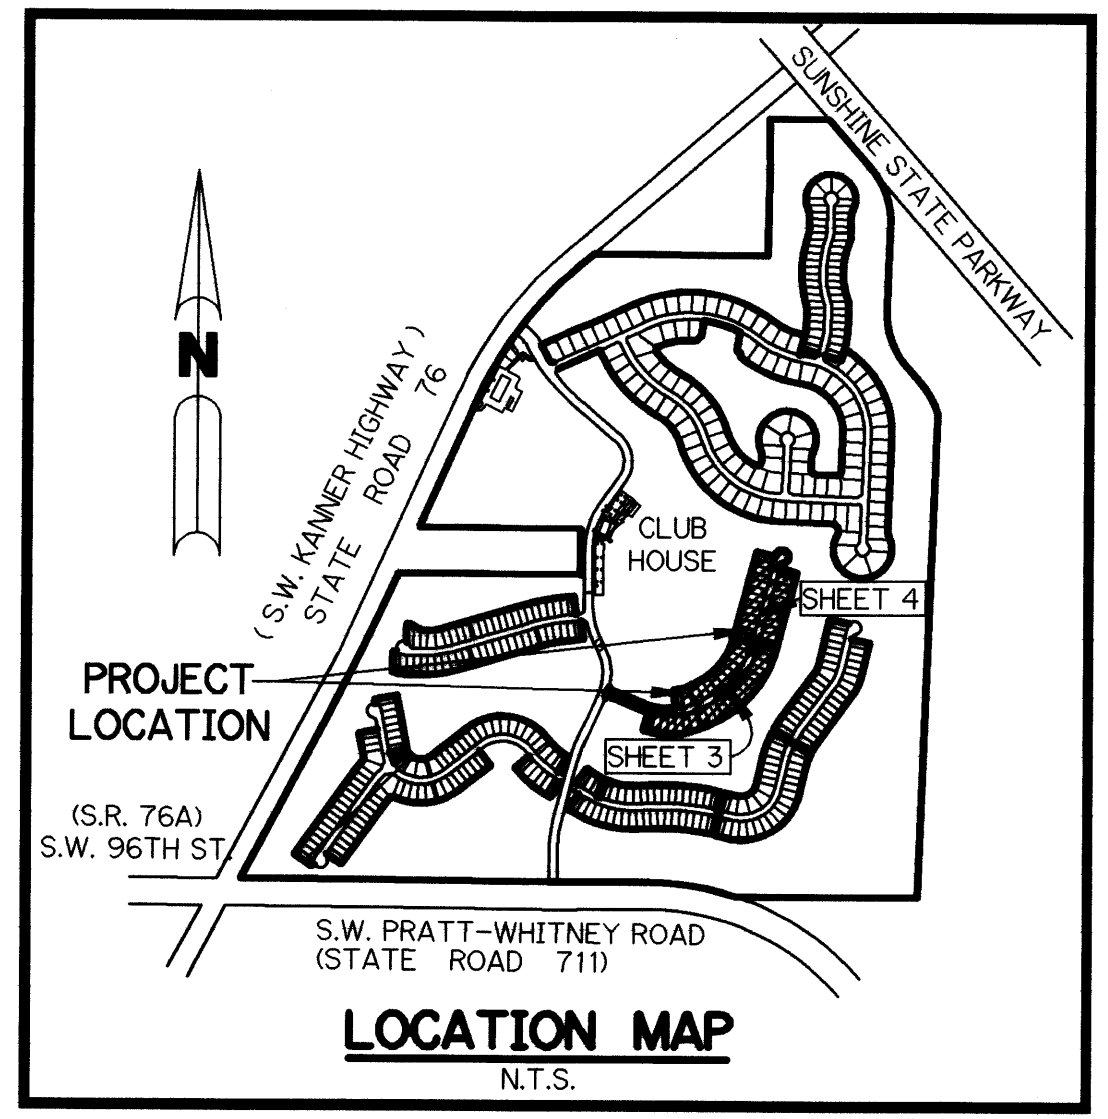 SUNSHINE STATE PARKWAY
N
( S.W. KANNER HIGHWAY )
STATE ROAD 76
CLUB
HOUSE
SHEET 4
PROJECT
LOCATION
SHEET 3
(S.R. 76A)
S.W. 96TH ST.
S.W. PRATT-WHITNEY ROAD
(STATE ROAD 711)
LOCATION MAP
N.T.S.